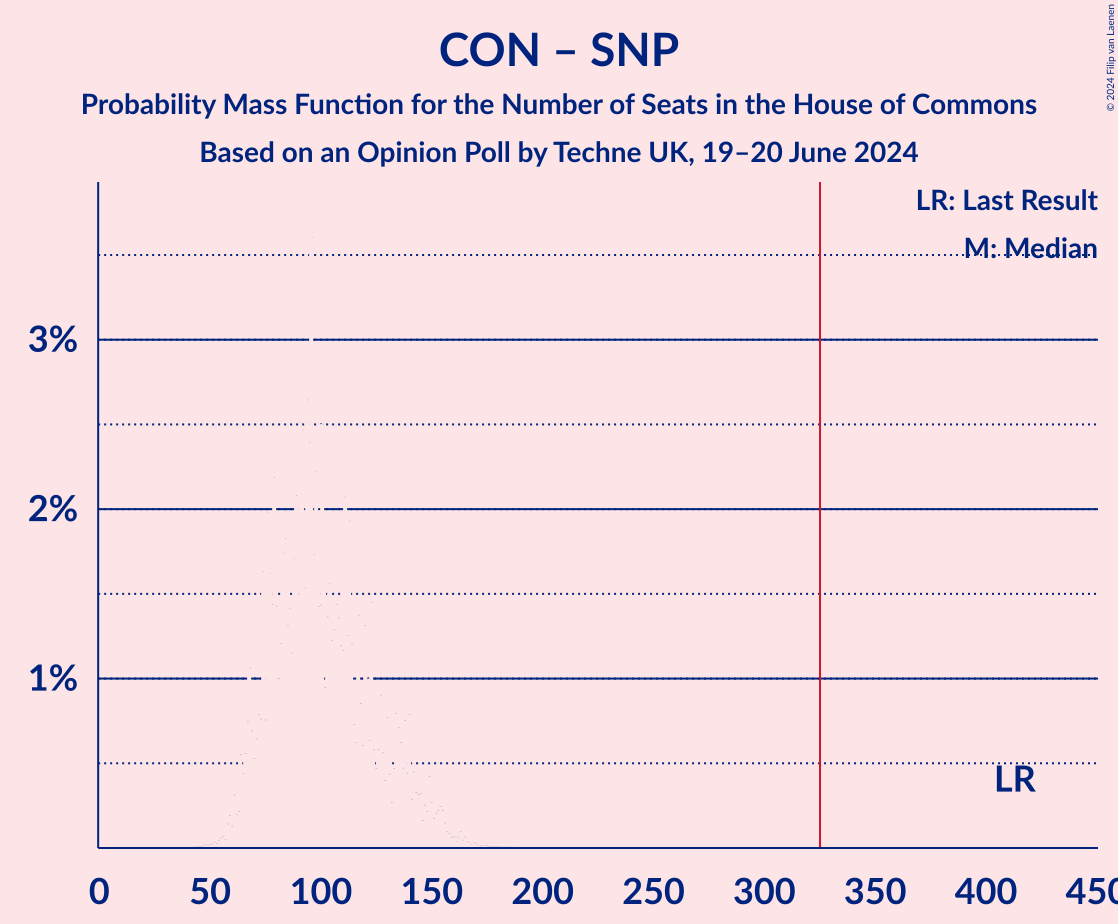 CON – SNP
Probability Mass Function for the Number of Seats in the House of Commons
Based on an Opinion Poll by Techne UK, 19–20 June 2024
© 2024 Filip van Laenen
LR: Last Result
M: Median
3%
2%
1%
LR
0 50 100 150 200 250 300 350 400 450